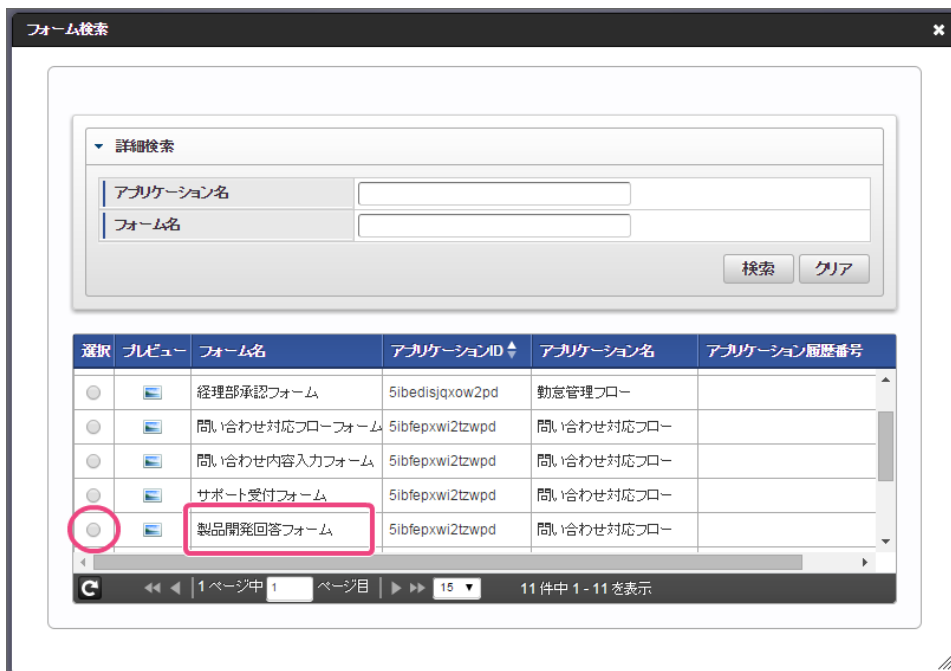 フォーム検索
詳細検索
アプリケーション名
フォーム名
検索 クリア
選択 プレビュー フォーム名 アプリケーションID アプリケーション名 アプリケーション履歴番号
経理部承認フォーム 5ibedisjqxow2pd 勤怠管理フロー
問い合わせ対応フローフォーム 5ibfepxwi2tzwpd 問い合わせ対応フロー
問い合わせ内容入力フォーム 5ibfepxwi2tzwpd 問い合わせ対応フロー
サポート受付フォーム 5ibfepxwi2tzwpd 問い合わせ対応フロー
製品開発回答フォーム 5ibfepxwi2tzwpd 問い合わせ対応フロー
1 ページ中 1 ページ目 15 11 件中 1 - 11 を表示